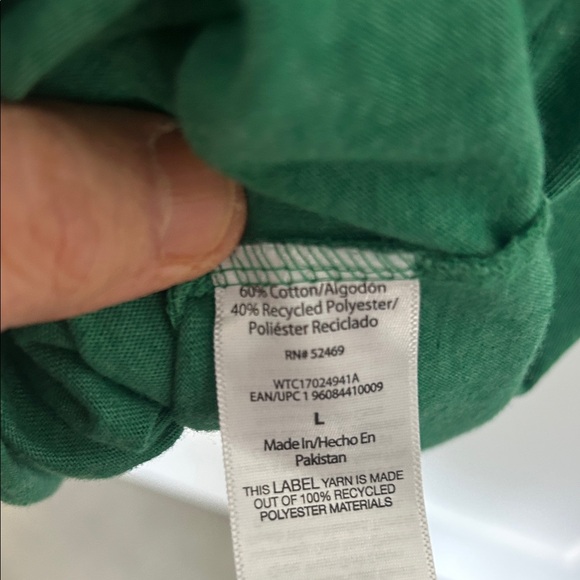 60% Cotton/Algodón
40% Recycled Polyester/
Poliéster Reciclado
RN# 52469
WTC17024941A
EAN/UPC 1 96084410009
L
Made In/Hecho En
Pakistan
THIS LABEL YARN IS MADE
OUT OF 100% RECYCLED
POLYESTER MATERIALS